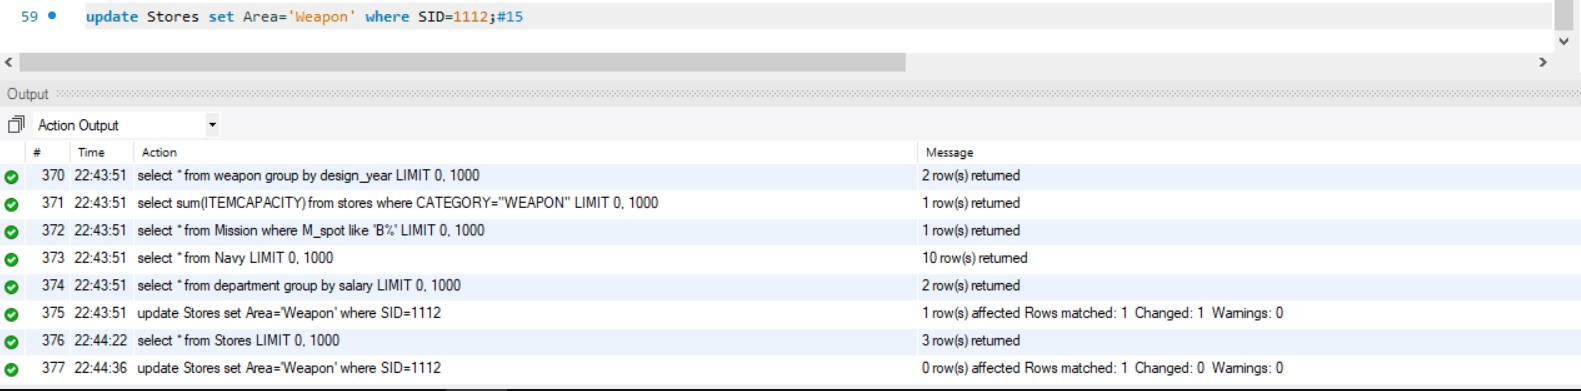 59 update Stores set Area='Weapon' where SID=1112;#15
Output
Action Output
# Time Action Message
370 22:43:51 select * from weapon group by design_year LIMIT 0, 1000 2 row(s) returned
371 22:43:51 select sum(ITEMCAPACITY) from stores where CATEGORY="WEAPON" LIMIT 0, 1000 1 row(s) returned
372 22:43:51 select * from Mission where M_spot like 'B%' LIMIT 0, 1000 1 row(s) returned
373 22:43:51 select * from Navy LIMIT 0, 1000 10 row(s) returned
374 22:43:51 select * from department group by salary LIMIT 0, 1000 2 row(s) returned
375 22:43:51 update Stores set Area='Weapon' where SID=1112 1 row(s) affected Rows matched: 1 Changed: 1 Warnings: 0
376 22:44:22 select * from Stores LIMIT 0, 1000 3 row(s) returned
377 22:44:36 update Stores set Area='Weapon' where SID=1112 0 row(s) affected Rows matched: 1 Changed: 0 Warnings: 0